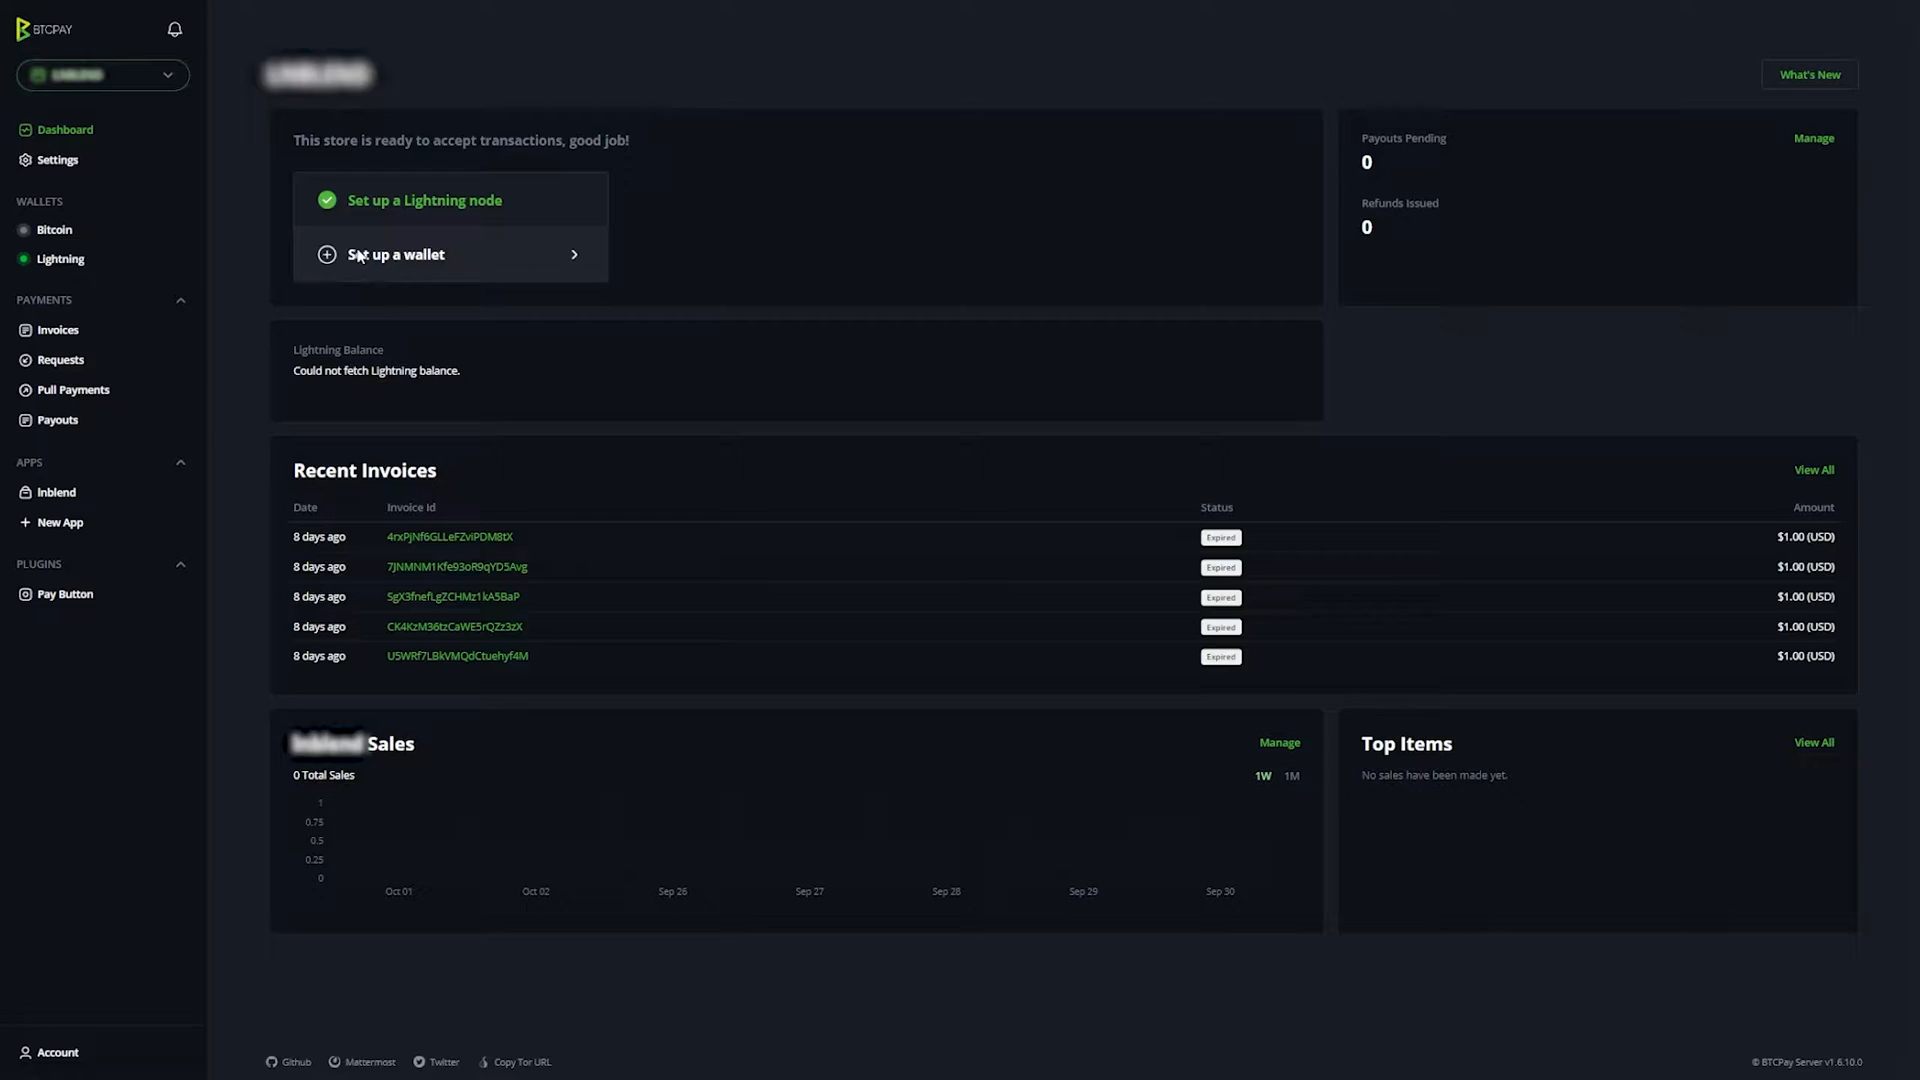 BTCPAY
Dashboard
Settings
WALLETS
Bitcoin
Lightning
PAYMENTS
Invoices
Requests
Pull Payments
Payouts
APPS
Inblend
New App
PLUGINS
Pay Button
Account
What's New
This store is ready to accept transactions, good job!
Set up a Lightning node
Set up a wallet
Payouts Pending
Manage
0
Refunds Issued
0
Lightning Balance
Could not fetch Lightning balance.
Recent Invoices
View All
Date Invoice Id Status Amount
8 days ago 4rxPjNf6GLLeFZviPDM8tX Expired $1.00 (USD)
8 days ago 7JNMNM1Kfe93oR9qYD5Avg Expired $1.00 (USD)
8 days ago SgX3fnefLgZCHMz1kA5BaP Expired $1.00 (USD)
8 days ago CK4KzM36tzCaWE5rQZz3zX Expired $1.00 (USD)
8 days ago U5WRf7LBkVMQdCtuehyf4M Expired $1.00 (USD)
Sales
Manage
0 Total Sales
1W 1M
1
0.75
0.5
0.25
0
Oct 01 Oct 02 Sep 26 Sep 27 Sep 28 Sep 29 Sep 30
Top Items
View All
No sales have been made yet.
Github Mattermost Twitter Copy Tor URL
© BTCPay Server v1.6.10.0